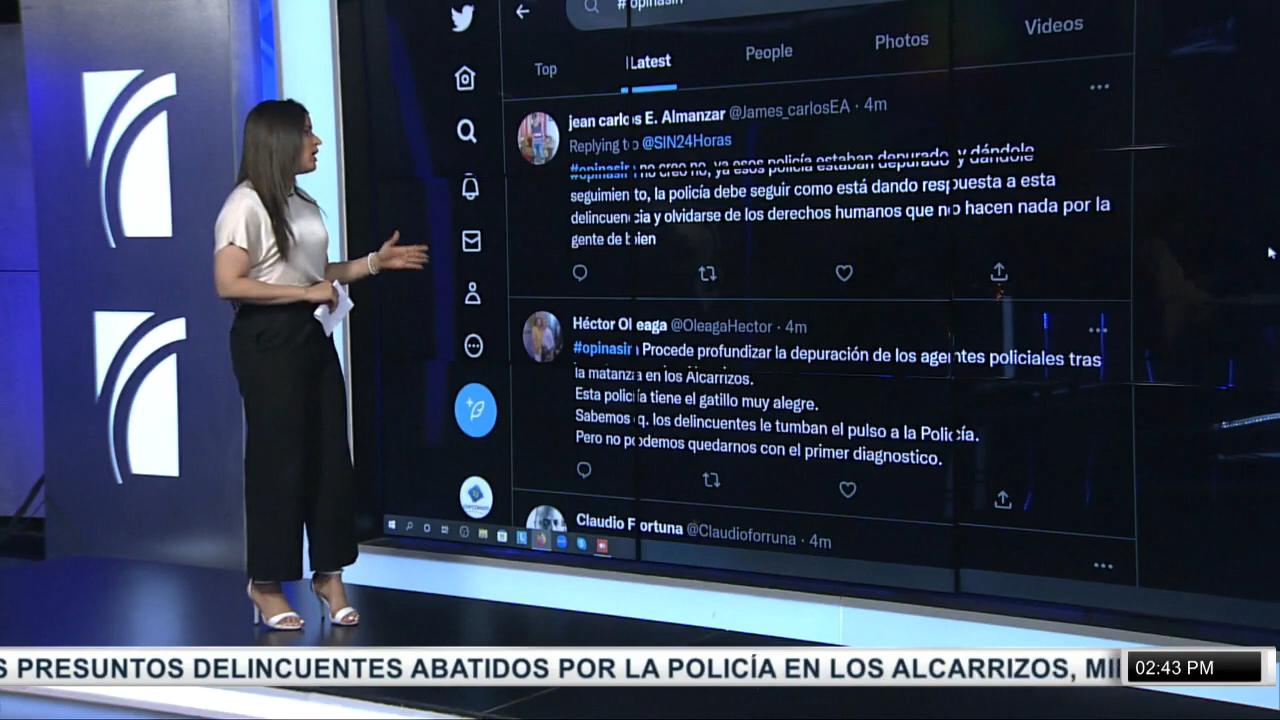 #opinasin
Top
Latest
People
Photos
Videos
jean carlos E. Almanzar @James_carlosEA · 4m
Replying to @SIN24Horas
#opinasin no creo no, ya esos policía estaban depurado y dándole
seguimiento, la policía debe seguir como está dando respuesta a esta
delincuencia y olvidarse de los derechos humanos que no hacen nada por la
gente de bien
Héctor Oleaga @OleagaHector · 4m
#opinasin Procede profundizar la depuración de los agentes policiales tras
la matanza en los Alcarrizos.
Esta policía tiene el gatillo muy alegre.
Sabemos q. los delincuentes le tumban el pulso a la Policía.
Pero no podemos quedarnos con el primer diagnostico.
Claudio Fortuna @Claudioforruna · 4m
S PRESUNTOS DELINCUENTES ABATIDOS POR LA POLICÍA EN LOS ALCARRIZOS, MI
02:43 PM